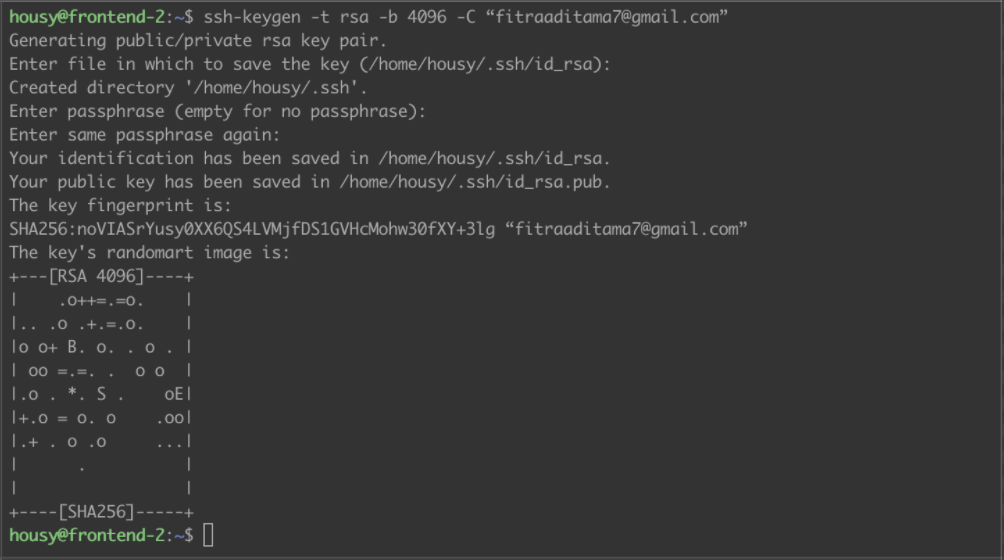 housy@frontend-2:~$ ssh-keygen -t rsa -b 4096 -C “fitraaditama7@gmail.com”
Generating public/private rsa key pair.
Enter file in which to save the key (/home/housy/.ssh/id_rsa):
Created directory '/home/housy/.ssh'.
Enter passphrase (empty for no passphrase):
Enter same passphrase again:
Your identification has been saved in /home/housy/.ssh/id_rsa.
Your public key has been saved in /home/housy/.ssh/id_rsa.pub.
The key fingerprint is:
SHA256:noVIASrYusy0XX6QS4LVMjfDS1GVHcMohw30fXY+3lg “fitraaditama7@gmail.com”
The key's randomart image is:
+---[RSA 4096]----+
|    .o++=.=o.    |
|.. .o .+.=.o.    |
|o o+ B. o. . o . |
| oo =.=. .  o o  |
|.o . *. S .    oE|
|+.o = o. o    .oo|
|.+ . o .o     ...|
|      .          |
|                 |
+----[SHA256]-----+
housy@frontend-2:~$